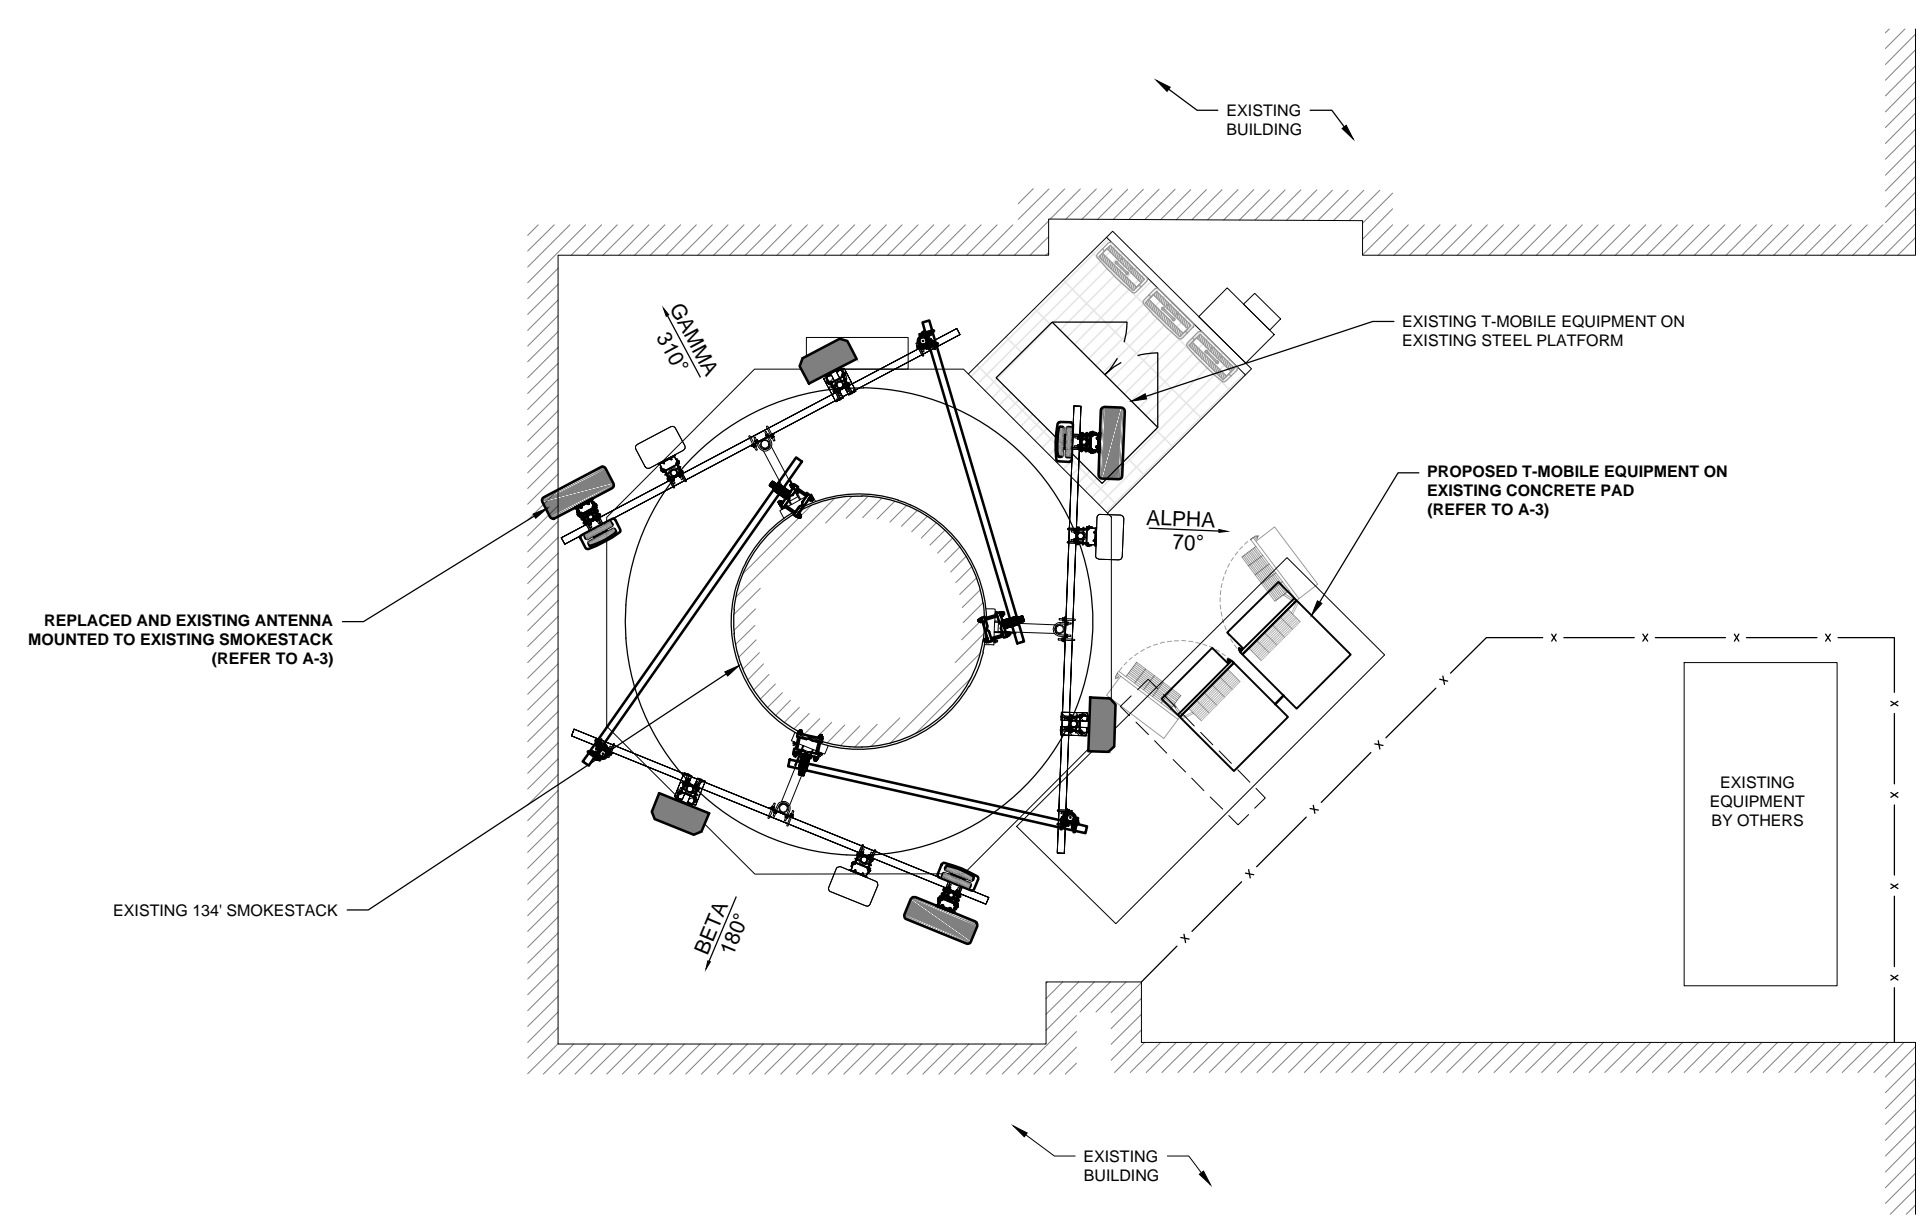 EXISTING
BUILDING
GAMMA
310°
EXISTING T-MOBILE EQUIPMENT ON
EXISTING STEEL PLATFORM
PROPOSED T-MOBILE EQUIPMENT ON
EXISTING CONCRETE PAD
(REFER TO A-3)
ALPHA
70°
REPLACED AND EXISTING ANTENNA
MOUNTED TO EXISTING SMOKESTACK
(REFER TO A-3)
EXISTING
EQUIPMENT
BY OTHERS
EXISTING 134' SMOKESTACK
BETA
180°
EXISTING
BUILDING